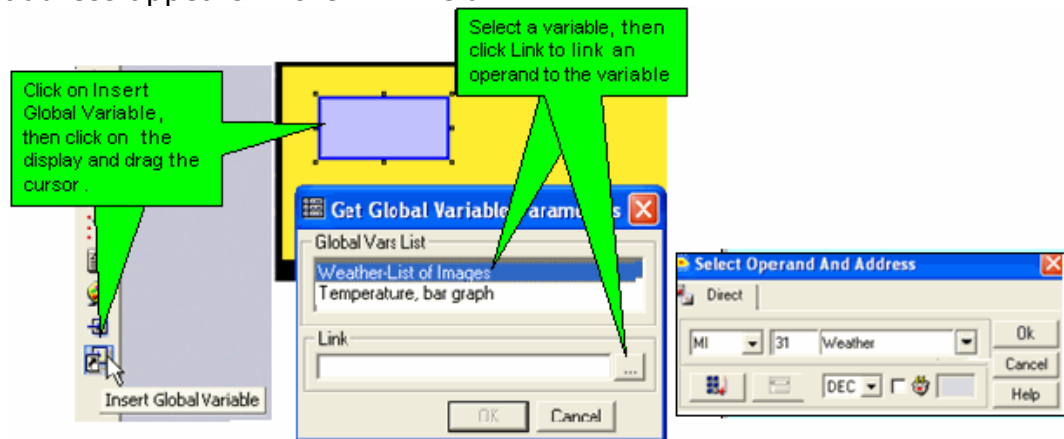 Select a variable, then
click Link to link an
operand to the variable
Click on Insert
Global Variable,
then click on the
display and drag the
cursor.
Get Global Variable
Global Vars List
Weather-List of Images
Temperature, bar graph
Link
...
OK
Cancel
Insert Global Variable
Select Operand And Address
Direct
MI
31
Weather
Ok
Cancel
DEC
Help